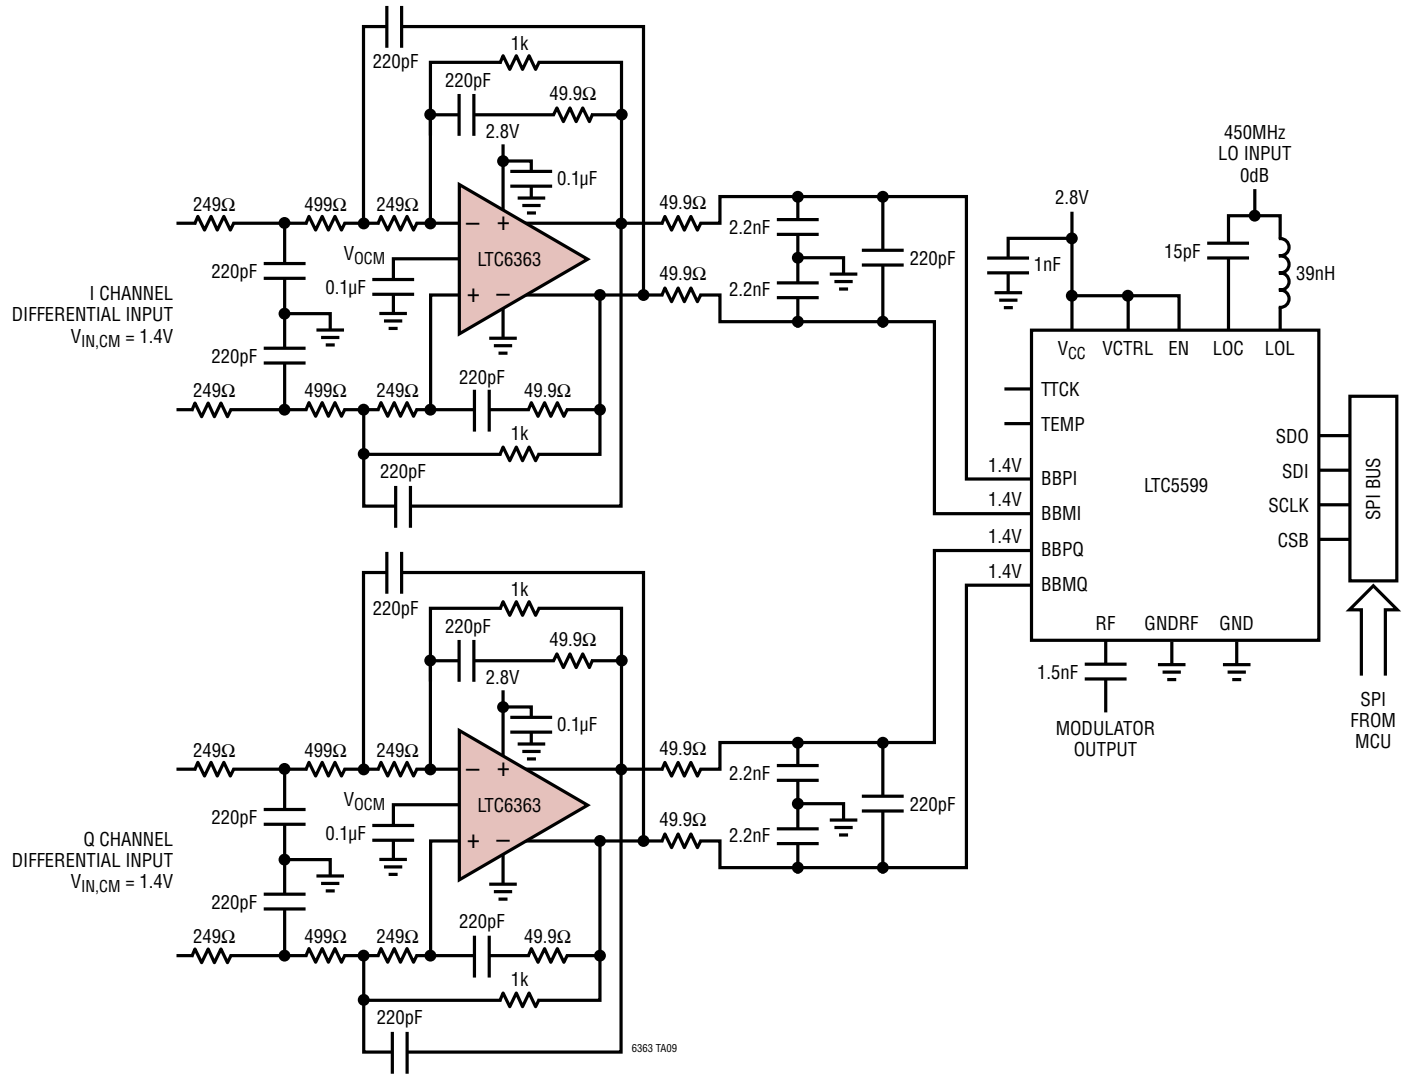 220pF
1k
220pF
49.9Ω
2.8V
0.1µF
249Ω
499Ω
249Ω
49.9Ω
− +
2.2nF
VOCM
LTC6363
220pF
220pF
0.1µF
49.9Ω
+ −
2.2nF
I CHANNEL
DIFFERENTIAL INPUT
VIN,CM = 1.4V
220pF
249Ω
499Ω
249Ω
220pF
49.9Ω
1k
220pF
450MHz
LO INPUT
0dB
2.8V
15pF
1nF
39nH
VCC
VCTRL
EN
LOC
LOL
TTCK
TEMP
1.4V
BBPI
1.4V
BBMI
1.4V
BBPQ
1.4V
BBMQ
LTC5599
SDO
SDI
SCLK
CSB
SPI BUS
RF
GNDRF
GND
1.5nF
MODULATOR
OUTPUT
SPI
FROM
MCU
220pF
1k
220pF
49.9Ω
2.8V
0.1µF
249Ω
499Ω
249Ω
49.9Ω
− +
2.2nF
VOCM
LTC6363
220pF
220pF
0.1µF
49.9Ω
+ −
2.2nF
Q CHANNEL
DIFFERENTIAL INPUT
VIN,CM = 1.4V
220pF
249Ω
499Ω
249Ω
220pF
49.9Ω
1k
220pF
6363 TA09